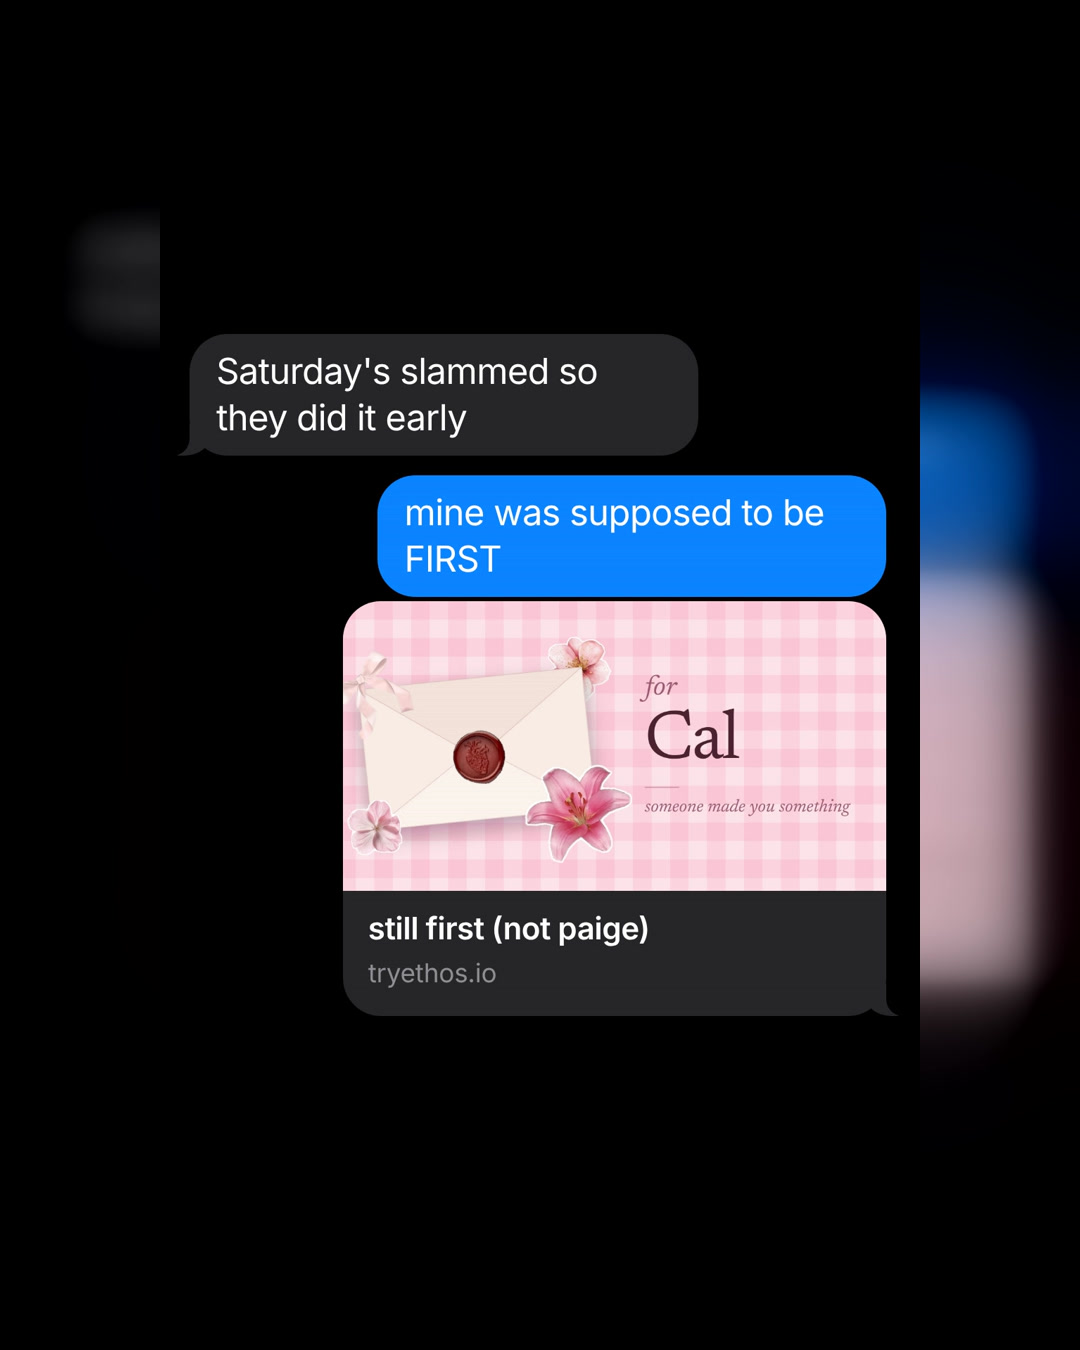 Saturday's slammed so
they did it early
mine was supposed to be
FIRST
for
Cal
someone made you something
still first (not paige)
tryethos.io